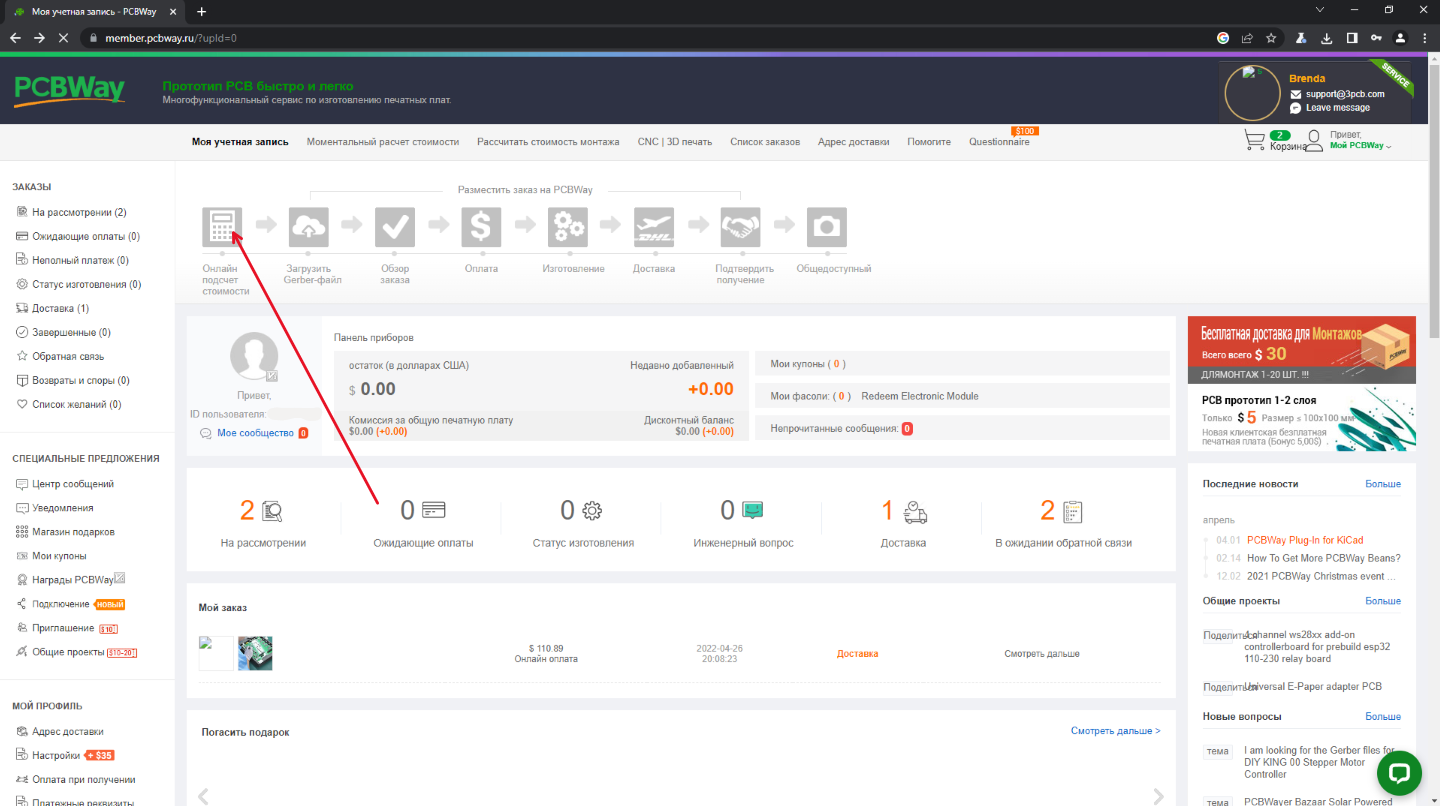 Моя учетная запись - PCBWay
member.pcbway.ru/?upId=0
PCBWay
Прототип PCB быстро и легко
Многофункциональный сервис по изготовлению печатных плат.
Brenda
support@3pcb.com
Leave message
SERVICE
Моя учетная запись
Моментальный расчет стоимости
Рассчитать стоимость монтажа
CNC | 3D печать
Список заказов
Адрес доставки
Помогите
Questionnaire
$100
2
Корзина
Привет,
Мой PCBWay
ЗАКАЗЫ
На рассмотрении (2)
Ожидающие оплаты (0)
Неполный платеж (0)
Статус изготовления (0)
Доставка (1)
Завершенные (0)
Обратная связь
Возвраты и споры (0)
Список желаний (0)
СПЕЦИАЛЬНЫЕ ПРЕДЛОЖЕНИЯ
Центр сообщений
Уведомления
Магазин подарков
Мои купоны
Награды PCBWay
Подключение новый
Приглашение $10
Общие проекты $10-20
МОЙ ПРОФИЛЬ
Адрес доставки
Настройки + $35
Оплата при получении
Платежные реквизиты
Разместить заказ на PCBWay
DHL
Онлайн
подсчет
стоимости
Загрузить
Gerber-файл
Обзор
заказа
Оплата
Изготовление
Доставка
Подтвердить
получение
Общедоступный
Привет,
ID пользователя:
Мое сообщество 0
Панель приборов
остаток (в долларах США)
Недавно добавленный
$ 0.00
+0.00
Комиссия за общую печатную плату
Дисконтный баланс
$0.00 (+0.00)
$0.00 (+0.00)
Мои купоны ( 0 )
Мои фасоли: ( 0 ) Redeem Electronic Module
Непрочитанные сообщения: 0
2
На рассмотрении
0
Ожидающие оплаты
0
Статус изготовления
0
Инженерный вопрос
1
Доставка
2
В ожидании обратной связи
Мой заказ
$ 110.89
Онлайн оплата
2022-04-26
20:08:23
Доставка
Смотреть дальше
Погасить подарок
Смотреть дальше >
Бесплатная доставка для Монтажов
Всего всего $ 30
ДЛЯМОНТАЖ 1-20 ШТ. !!!
PCB прототип 1-2 слоя
Только $ 5 Размер ≤ 100x100 мм
Новая клиентская безплатная
печатная плата (Бонус 5,00$) .
Последние новости
Больше
апрель
04.01 PCBWay Plug-In for KiCad
02.14 How To Get More PCBWay Beans?
12.02 2021 PCBWay Christmas event ...
Общие проекты
Больше
Поделиться
4 channel ws28xx add-on
controllerboard for prebuild esp32
110-230 relay board
Поделиться
Universal E-Paper adapter PCB
Новые вопросы
Больше
тема
I am looking for the Gerber files for
DIY KING 00 Stepper Motor
Controller
тема
PCBWayer Bazaar Solar Powered